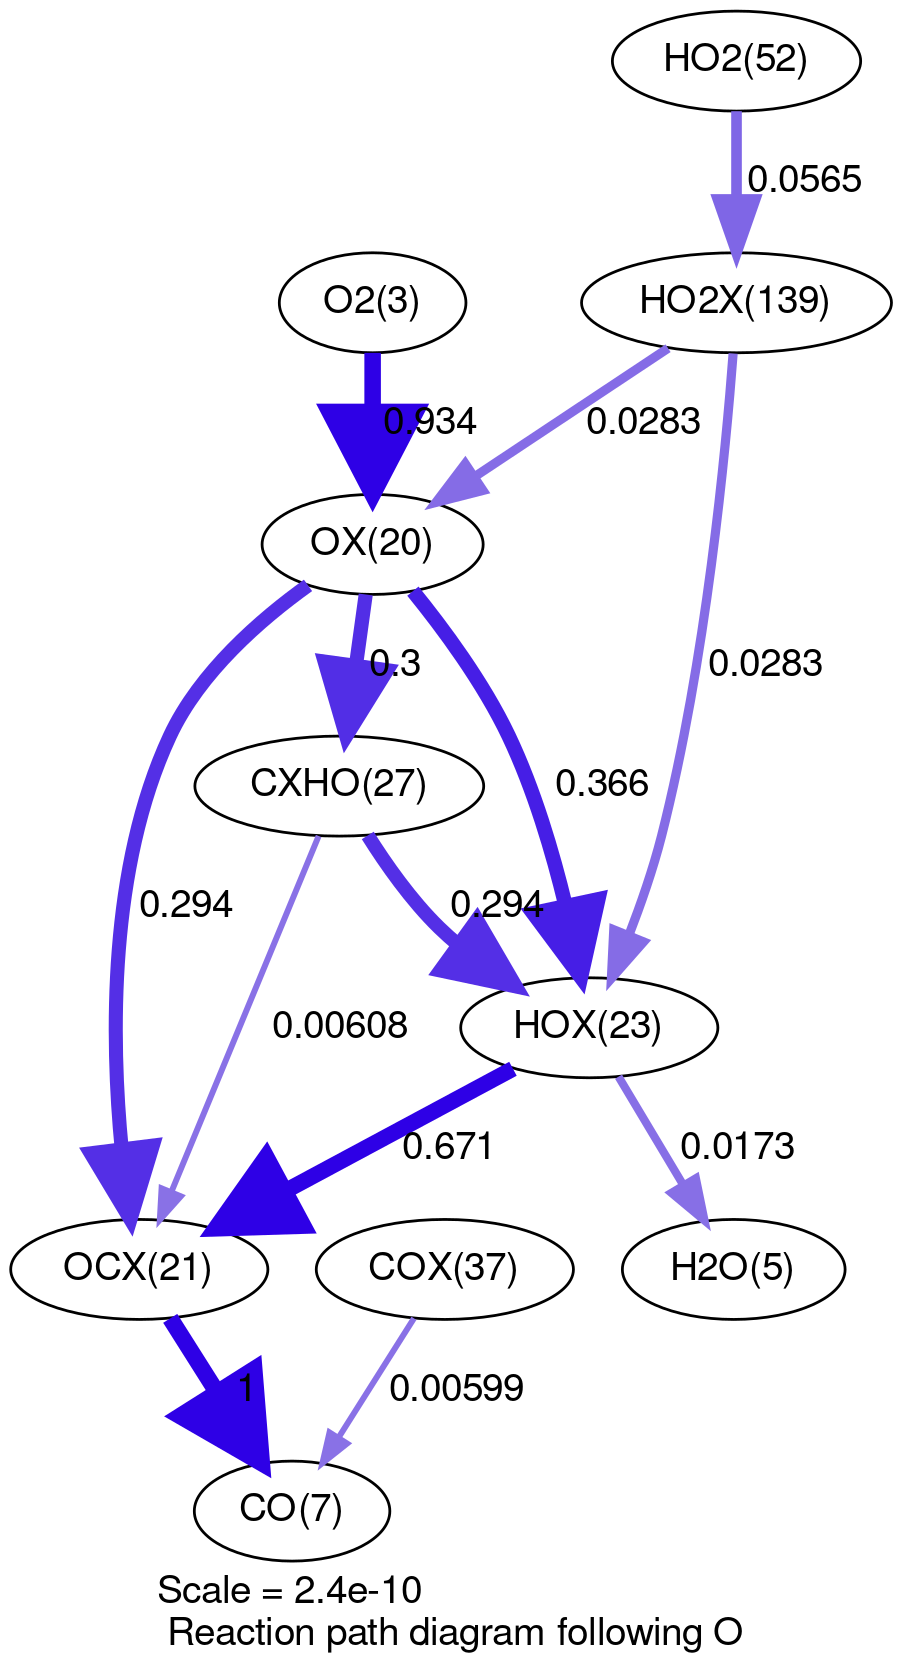 HO2(52)
0.0565
O2(3)
HO2X(139)
0.934
0.0283
OX(20)
0.3
0.0283
CXHO(27)
0.366
0.294
0.294
0.00608
HOX(23)
0.671
0.0173
OCX(21)
COX(37)
H2O(5)
1
0.00599
CO(7)
Scale = 2.4e-10
Reaction path diagram following O